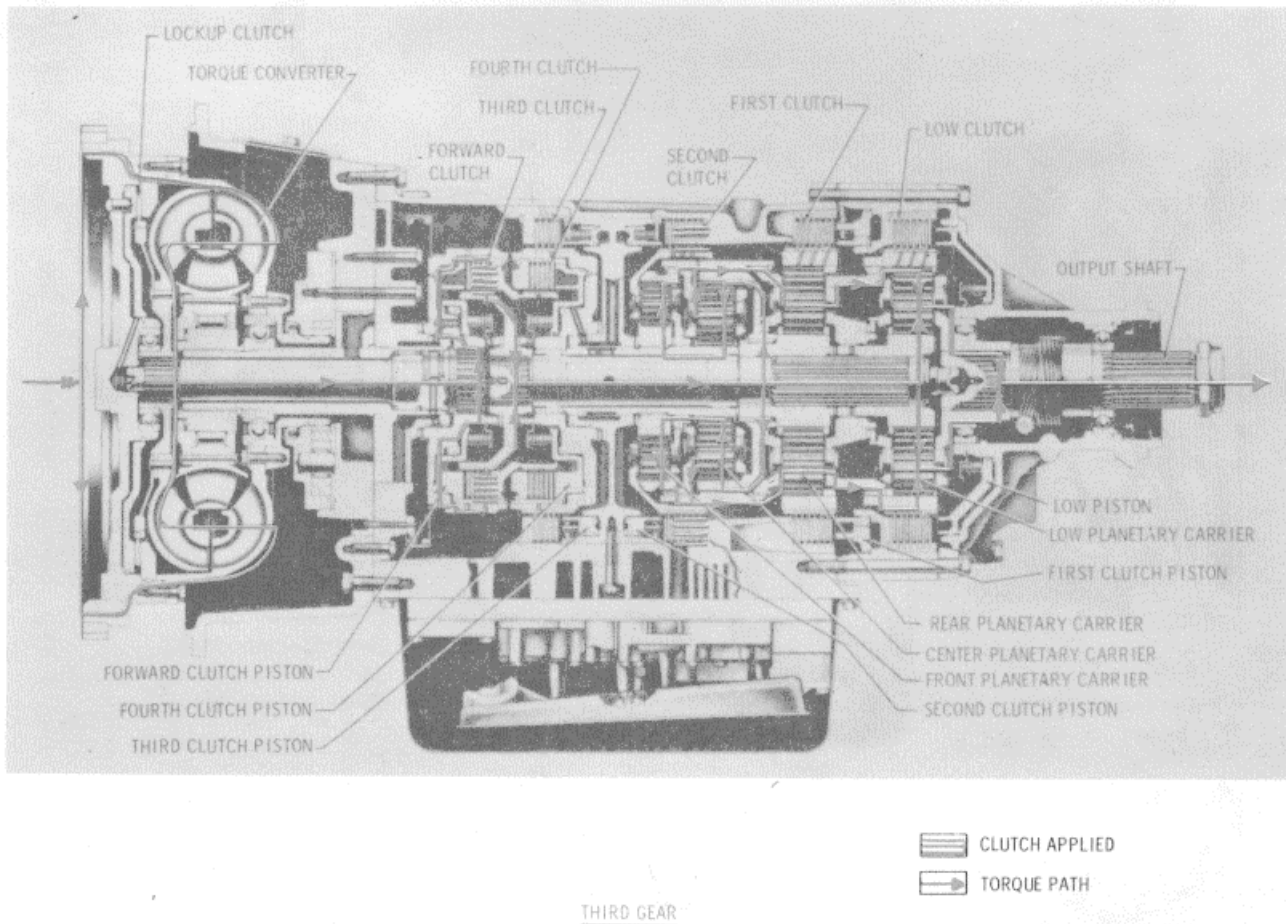 LOCKUP CLUTCH
TORQUE CONVERTER
FOURTH CLUTCH
THIRD CLUTCH
FORWARD
CLUTCH
SECOND
CLUTCH
FIRST CLUTCH
LOW CLUTCH
OUTPUT SHAFT
LOW PISTON
LOW PLANETARY CARRIER
FIRST CLUTCH PISTON
REAR PLANETARY CARRIER
CENTER PLANETARY CARRIER
FRONT PLANETARY CARRIER
SECOND CLUTCH PISTON
FORWARD CLUTCH PISTON
FOURTH CLUTCH PISTON
THIRD CLUTCH PISTON
CLUTCH APPLIED
TORQUE PATH
THIRD GEAR